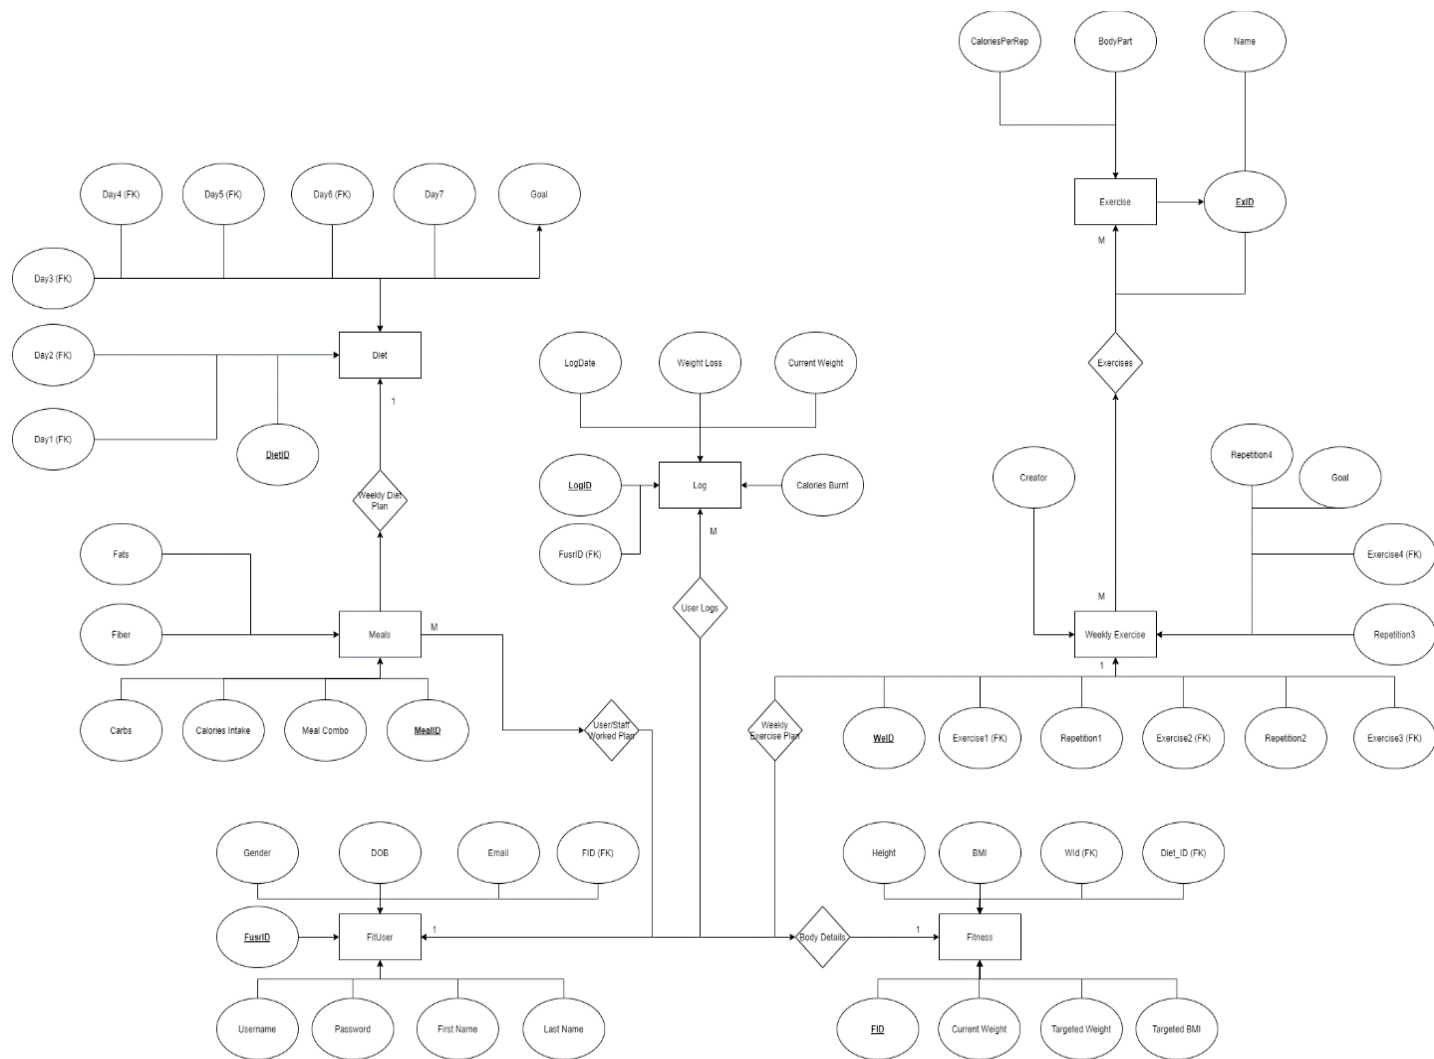 CaloriesPerRep
BodyPart
Name
Day4 (FK)
Day5 (FK)
Day6 (FK)
Day7
Goal
Exercise
ExID
M
Day3 (FK)
Day2 (FK)
Diet
LogDate
Weight Loss
Current Weight
Exercises
1
Day1 (FK)
DietID
Repetition4
Creator
Goal
LogID
Log
Calories Burnt
Weekly Diet
Plan
M
Fats
FusrID (FK)
Exercise4 (FK)
M
User Logs
Fiber
Meals
M
Weekly Exercise
Repetition3
1
Carbs
Calories Intake
Meal Combo
MealID
User/Staff
Worked Plan
Weekly
Exercise Plan
WeID
Exercise1 (FK)
Repetition1
Exercise2 (FK)
Repetition2
Exercise3 (FK)
Gender
DOB
Email
FID (FK)
Height
BMI
WId (FK)
Diet_ID (FK)
FusrID
FitUser
1
Body Details
1
Fitness
Username
Password
First Name
Last Name
FID
Current Weight
Targeted Weight
Targeted BMI